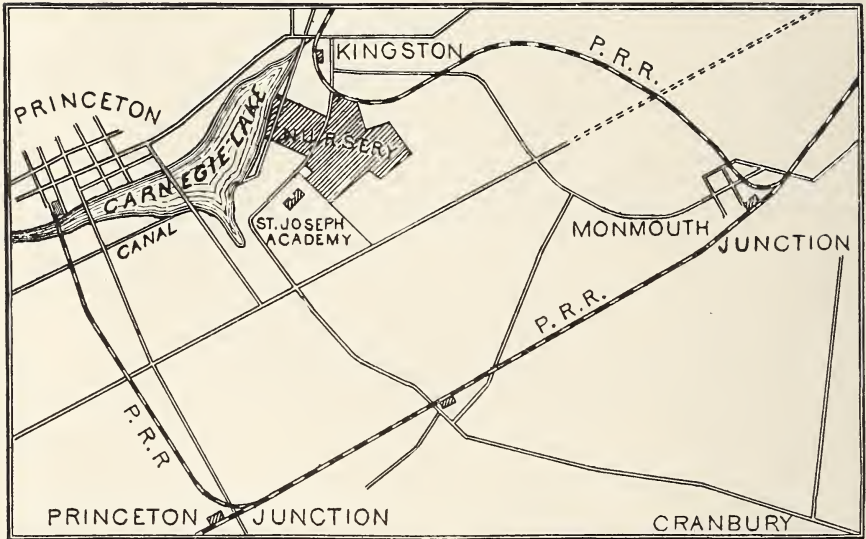 KINGSTON
P. R. R.
PRINCETON
CARNEGIE LAKE
NURSERY
ST. JOSEPH
ACADEMY
CANAL
MONMOUTH
JUNCTION
P. R. R.
P. R. R
PRINCETON JUNCTION
CRANBURY